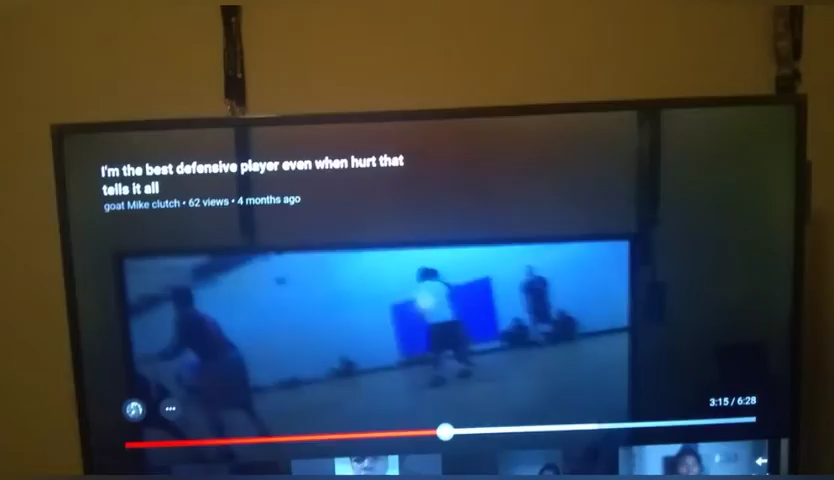 I'm the best defensive player even when hurt that
tells it all
goat Mike clutch • 62 views • 4 months ago
3:15 / 6:28